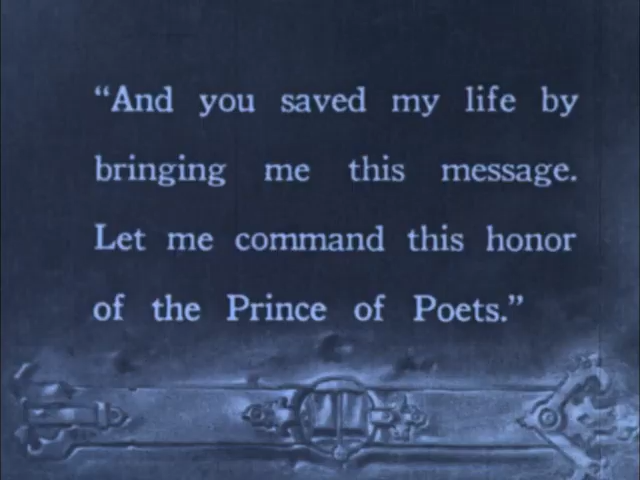 “And you saved my life by
bringing me this message.
Let me command this honor
of the Prince of Poets.”